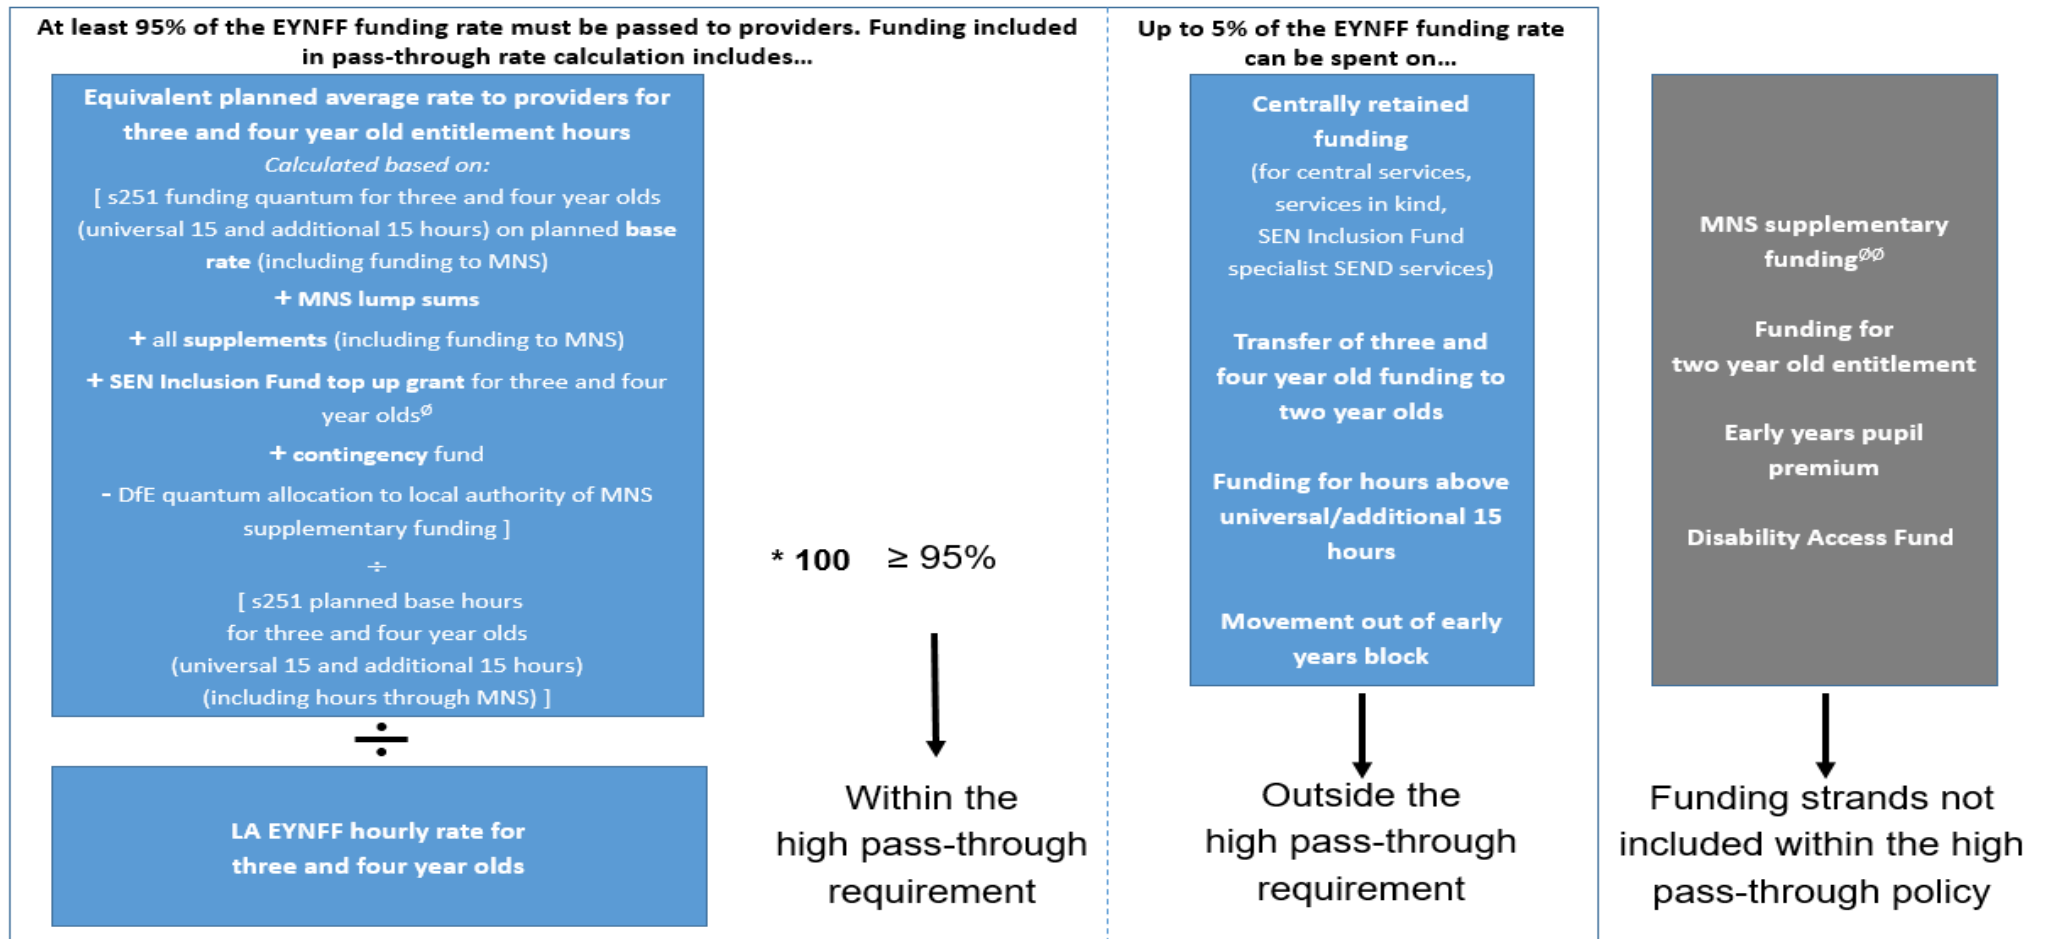 At least 95% of the EYNFF funding rate must be passed to providers. Funding included
in pass-through rate calculation includes...
Equivalent planned average rate to providers for
three and four year old entitlement hours
Calculated based on:
[ s251 funding quantum for three and four year olds
(universal 15 and additional 15 hours) on planned base
rate (including funding to MNS)
+ MNS lump sums
+ all supplements (including funding to MNS)
+ SEN Inclusion Fund top up grant for three and four
year olds^Ø
+ contingency fund
- DfE quantum allocation to local authority of MNS
supplementary funding ]
÷
[ s251 planned base hours
for three and four year olds
(universal 15 and additional 15 hours)
(including hours through MNS) ]
÷
LA EYNFF hourly rate for
three and four year olds
* 100 ≥ 95%
Within the
high pass-through
requirement
Up to 5% of the EYNFF funding rate
can be spent on...
Centrally retained
funding
(for central services,
services in kind,
SEN Inclusion Fund
specialist SEND services)
Transfer of three and
four year old funding to
two year olds
Funding for hours above
universal/additional 15
hours
Movement out of early
years block
Outside the
high pass-through
requirement
MNS supplementary
funding^ØØ
Funding for
two year old entitlement
Early years pupil
premium
Disability Access Fund
Funding strands not
included within the high
pass-through policy